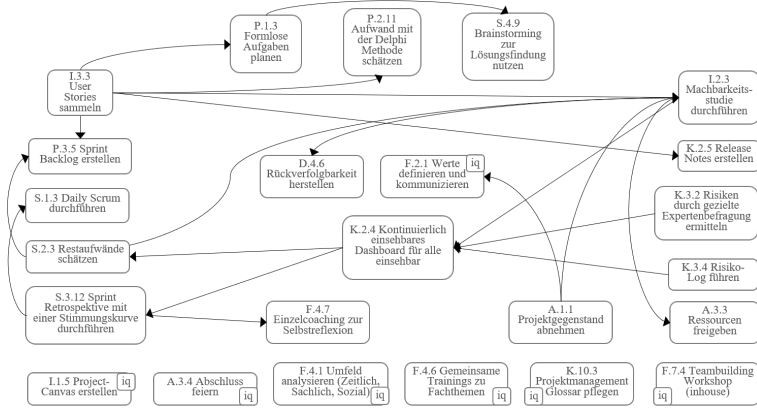 P.1.3
Formlose
Aufgaben
planen
P.2.11
Aufwand mit
der Delphi
Methode
schätzen
S.4.9
Brainstorming
zur
Lösungsfindung
nutzen
I.3.3
User
Stories
sammeln
I.2.3
Machbarkeits-
studie
durchführen
P.3.5 Sprint
Backlog erstellen
D.4.6
Rückverfolgbarkeit
herstellen
F.2.1 Werte
definieren und
kommunizieren
iq
K.2.5 Release
Notes erstellen
S.1.3 Daily Scrum
durchführen
K.3.2 Risiken
durch gezielte
Expertenbefragung
ermitteln
S.2.3 Restaufwände
schätzen
K.2.4 Kontinuierlich
einsehbares
Dashboard für alle
einsehbar
K.3.4 Risiko-
Log führen
S.3.12 Sprint
Retrospektive mit
einer Stimmungskurve
durchführen
F.4.7
Einzelcoaching zur
Selbstreflexion
A.1.1
Projektgegenstand
abnehmen
A.3.3
Ressourcen
freigeben
I.1.5 Project-
Canvas erstellen
iq
A.3.4 Abschluss
feiern
iq
F.4.1 Umfeld
analysieren (Zeitlich,
Sachlich, Sozial)
iq
F.4.6 Gemeinsame
Trainings zu
Fachthemen
iq
K.10.3
Projektmanagement
Glossar pflegen
iq
F.7.4 Teambuilding
Workshop
(inhouse)
iq